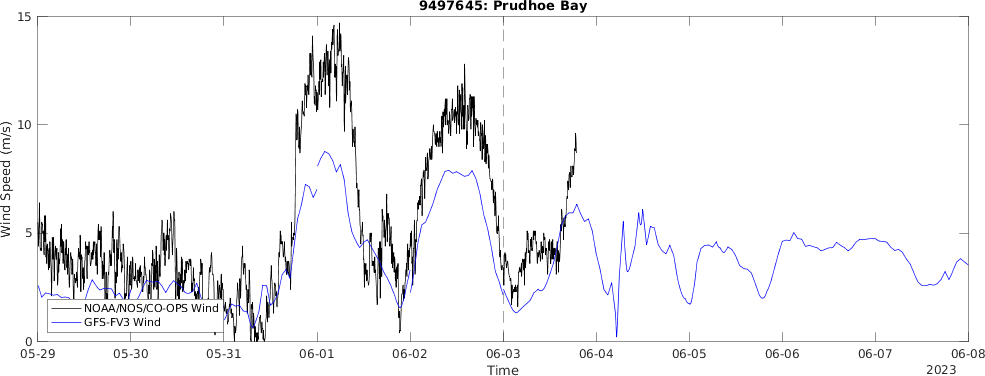 9497645: Prudhoe Bay
15
10
5
0
Wind Speed (m/s)
NOAA/NOS/CO-OPS Wind
GFS-FV3 Wind
05-29 05-30 05-31 06-01 06-02 06-03 06-04 06-05 06-06 06-07 06-08
Time
2023